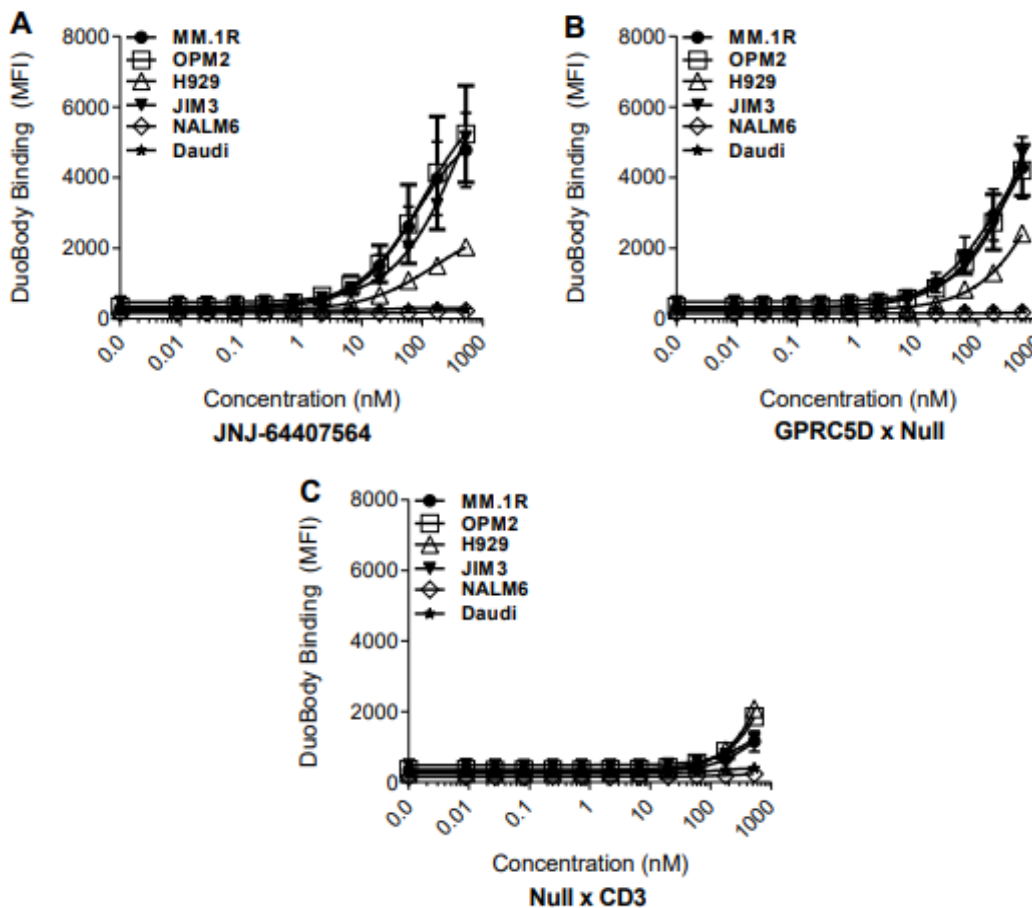 A
DuoBody Binding (MFI)
8000
6000
4000
2000
0
MM.1R
OPM2
H929
JIM3
NALM6
Daudi
0.0
0.01
0.1
1
10
100
1000
Concentration (nM)
JNJ-64407564
B
DuoBody Binding (MFI)
8000
6000
4000
2000
0
MM.1R
OPM2
H929
JIM3
NALM6
Daudi
0.0
0.01
0.1
1
10
100
1000
Concentration (nM)
GPRC5D x Null
C
DuoBody Binding (MFI)
8000
6000
4000
2000
0
MM.1R
OPM2
H929
JIM3
NALM6
Daudi
0.0
0.01
0.1
1
10
100
1000
Concentration (nM)
Null x CD3